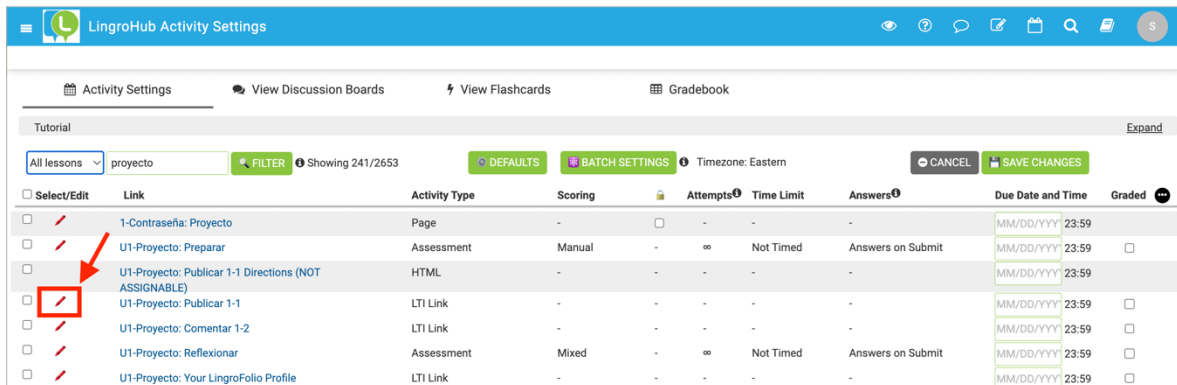 L LingroHub Activity Settings S
Activity Settings View Discussion Boards View Flashcards Gradebook
Tutorial Expand
All lessons proyecto FILTER Showing 241/2653 DEFAULTS BATCH SETTINGS Timezone: Eastern CANCEL SAVE CHANGES
Select/Edit Link Activity Type Scoring Attempts Time Limit Answers Due Date and Time Graded
1-Contraseña: Proyecto Page - - - - MM/DD/YYY 23:59
U1-Proyecto: Preparar Assessment Manual - ∞ Not Timed Answers on Submit MM/DD/YYY 23:59
U1-Proyecto: Publicar 1-1 Directions (NOT HTML - - - - - MM/DD/YYY 23:59
ASSIGNABLE)
U1-Proyecto: Publicar 1-1 LTI Link - - - - - MM/DD/YYY 23:59
U1-Proyecto: Comentar 1-2 LTI Link - - - - - MM/DD/YYY 23:59
U1-Proyecto: Reflexionar Assessment Mixed - ∞ Not Timed Answers on Submit MM/DD/YYY 23:59
U1-Proyecto: Your LingroFolio Profile LTI Link - - - - - MM/DD/YYY 23:59